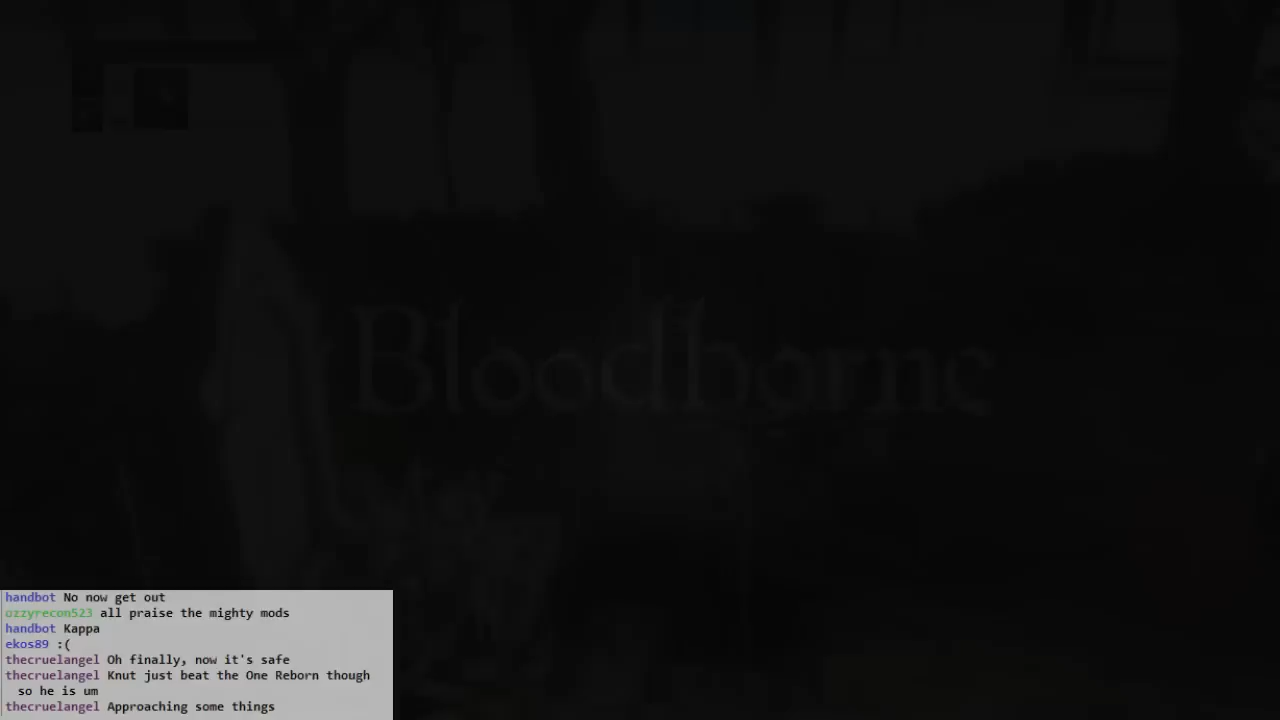 Bloodborne
handbot No now get out
ozzyrecon523 all praise the mighty mods
handbot Kappa
ekos89 :(
thecruelangel Oh finally, now it's safe
thecruelangel Knut just beat the One Reborn though
so he is um
thecruelangel Approaching some things